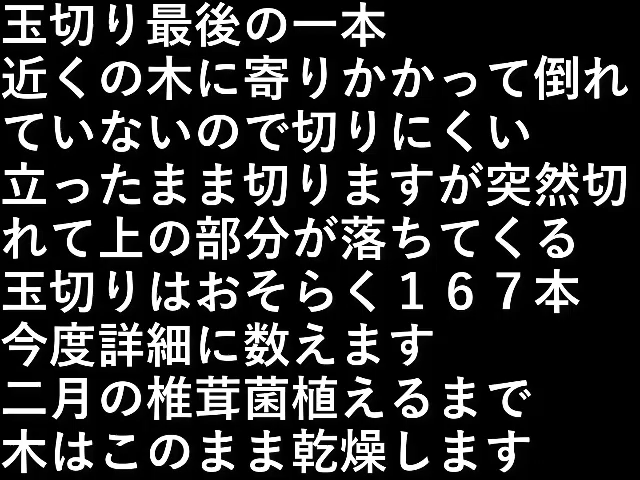 玉切り最後の一本
近くの木に寄りかかって倒れ
ていないので切りにくい
立ったまま切りますが突然切
れて上の部分が落ちてくる
玉切りはおそらく１６７本
今度詳細に数えます
二月の椎茸菌植えるまで
木はこのまま乾燥します